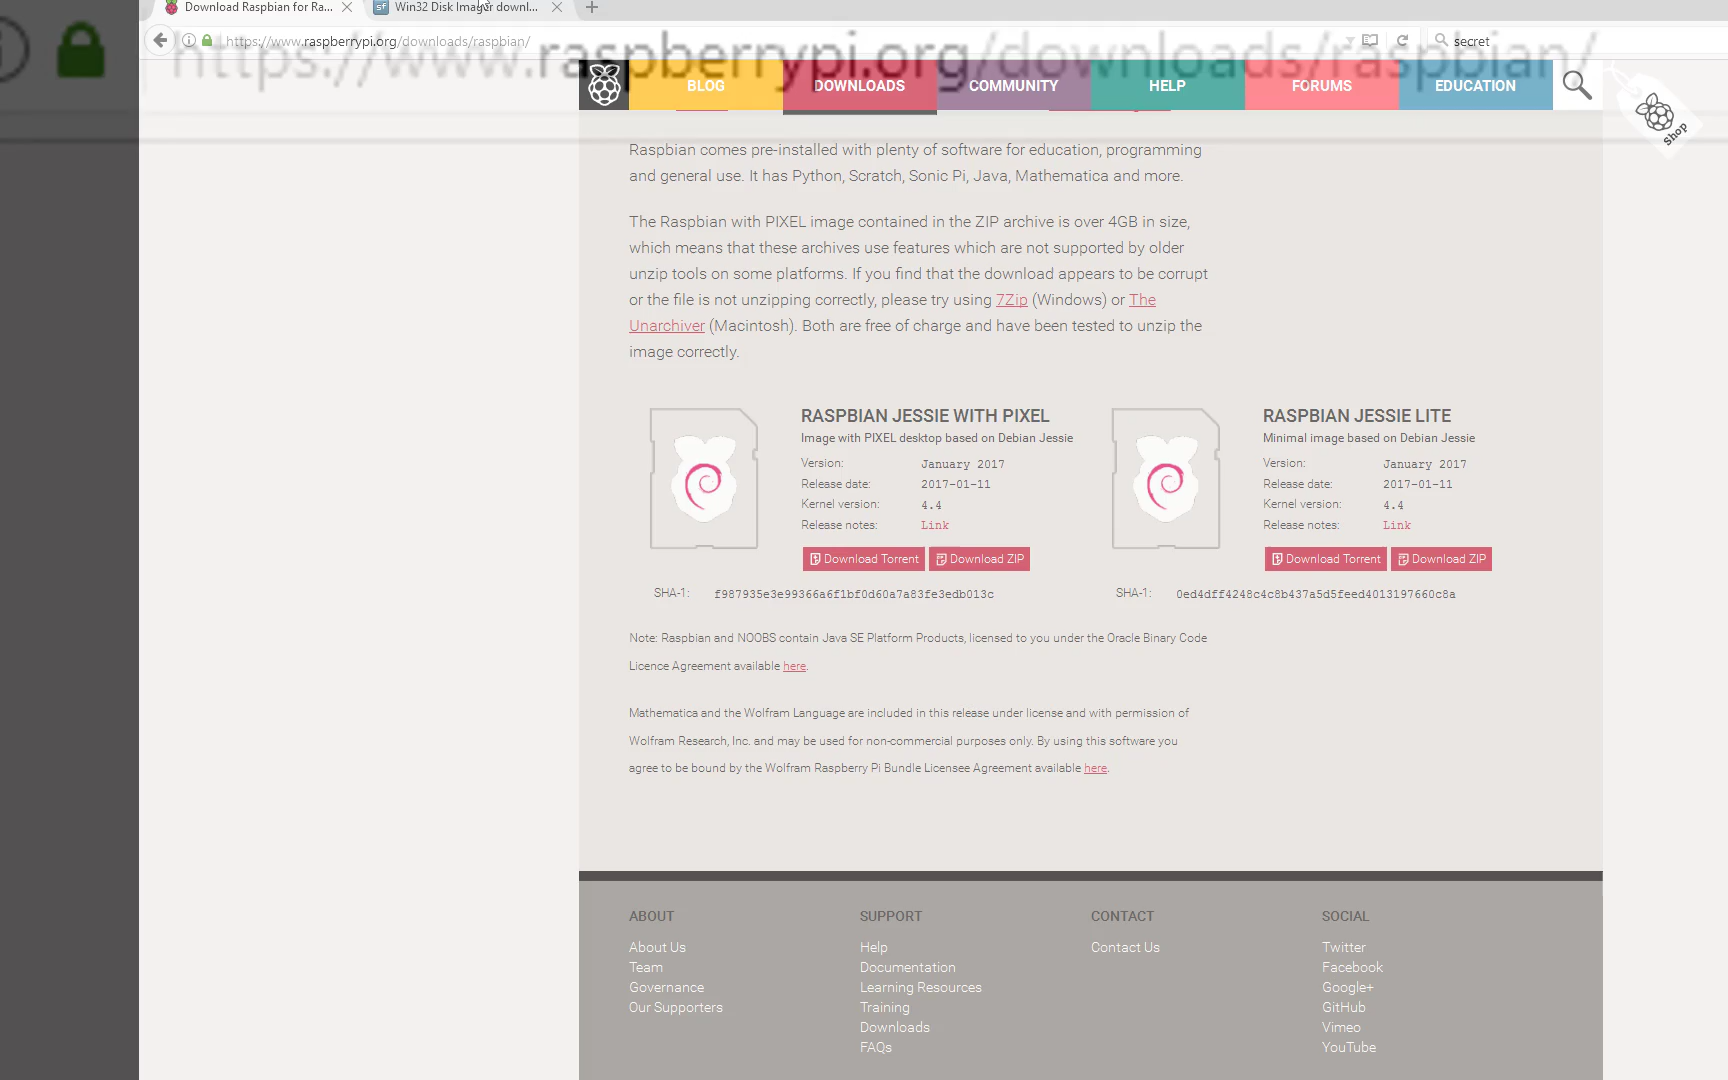 Download Raspbian for Ra...
Win32 Disk Imager downl...
https://www.raspberrypi.org/downloads/raspbian/
secret
https://www.raspberrypi.org/downloads/raspbian/
BLOG
DOWNLOADS
COMMUNITY
HELP
FORUMS
EDUCATION
Shop
Raspbian comes pre-installed with plenty of software for education, programming
and general use. It has Python, Scratch, Sonic Pi, Java, Mathematica and more.
The Raspbian with PIXEL image contained in the ZIP archive is over 4GB in size,
which means that these archives use features which are not supported by older
unzip tools on some platforms. If you find that the download appears to be corrupt
or the file is not unzipping correctly, please try using 7Zip (Windows) or The
Unarchiver (Macintosh). Both are free of charge and have been tested to unzip the
image correctly.
RASPBIAN JESSIE WITH PIXEL
Image with PIXEL desktop based on Debian Jessie
Version: January 2017
Release date: 2017-01-11
Kernel version: 4.4
Release notes: Link
Download Torrent Download ZIP
SHA-1: f987935e3e99366a6f1bf0d60a7a83fe3edb013c
RASPBIAN JESSIE LITE
Minimal image based on Debian Jessie
Version: January 2017
Release date: 2017-01-11
Kernel version: 4.4
Release notes: Link
Download Torrent Download ZIP
SHA-1: 0ed4dff4248c4c8b437a5d5feed4013197660c8a
Note: Raspbian and NOOBS contain Java SE Platform Products, licensed to you under the Oracle Binary Code
Licence Agreement available here.
Mathematica and the Wolfram Language are included in this release under license and with permission of
Wolfram Research, Inc. and may be used for non-commercial purposes only. By using this software you
agree to be bound by the Wolfram Raspberry Pi Bundle Licensee Agreement available here.
ABOUT
About Us
Team
Governance
Our Supporters
SUPPORT
Help
Documentation
Learning Resources
Training
Downloads
FAQs
CONTACT
Contact Us
SOCIAL
Twitter
Facebook
Google+
GitHub
Vimeo
YouTube